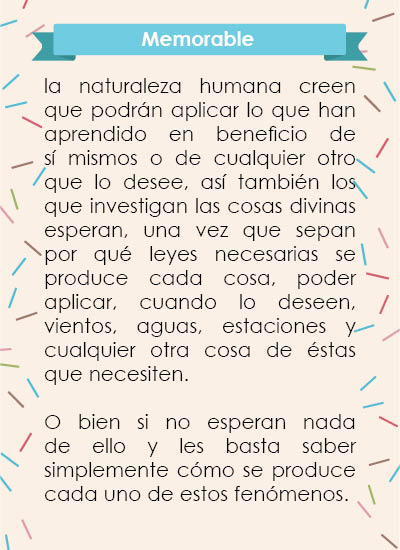 Memorable
la naturaleza humana creen
que podrán aplicar lo que han
aprendido en beneficio de
sí mismos o de cualquier otro
que lo desee, así también los
que investigan las cosas divinas
esperan, una vez que sepan
por qué leyes necesarias se
produce cada cosa, poder
aplicar, cuando lo deseen,
vientos, aguas, estaciones y
cualquier otra cosa de éstas
que necesiten.
O bien si no esperan nada
de ello y les basta saber
simplemente cómo se produce
cada uno de estos fenómenos.